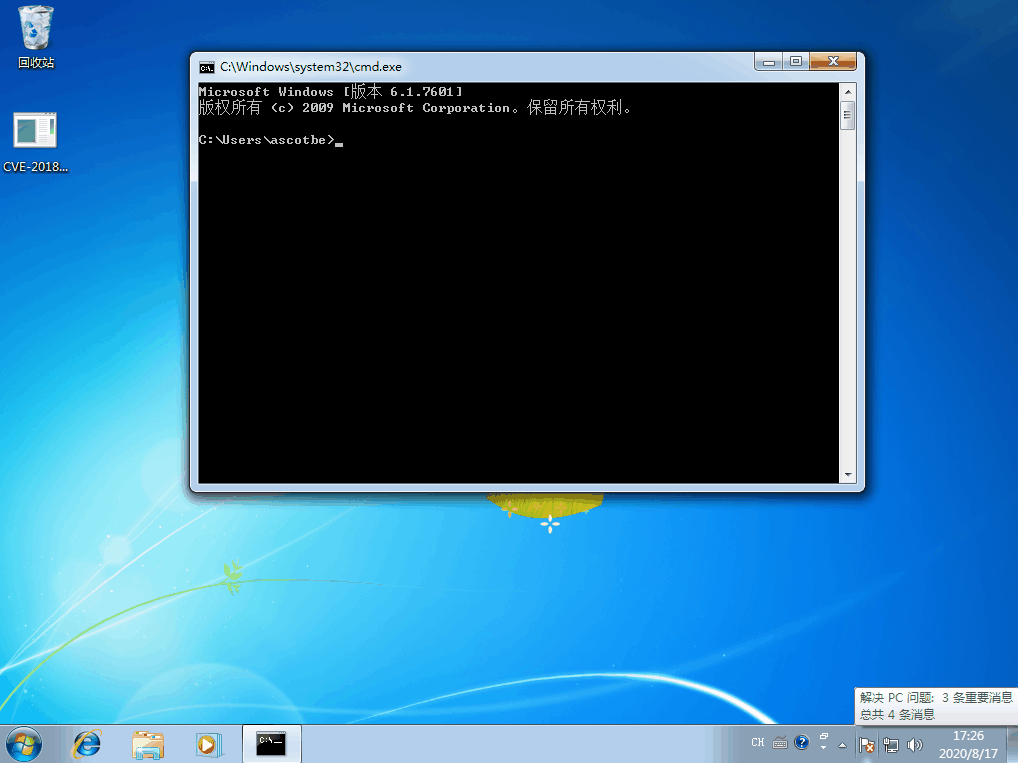 回收站
CVE-2018...
C:\Windows\system32\cmd.exe
Microsoft Windows [版本 6.1.7601]
版权所有 (c) 2009 Microsoft Corporation。保留所有权利。
C:\Users\ascotbe>
解决 PC 问题: 3 条重要消息
总共 4 条消息
CH
17:26
2020/8/17